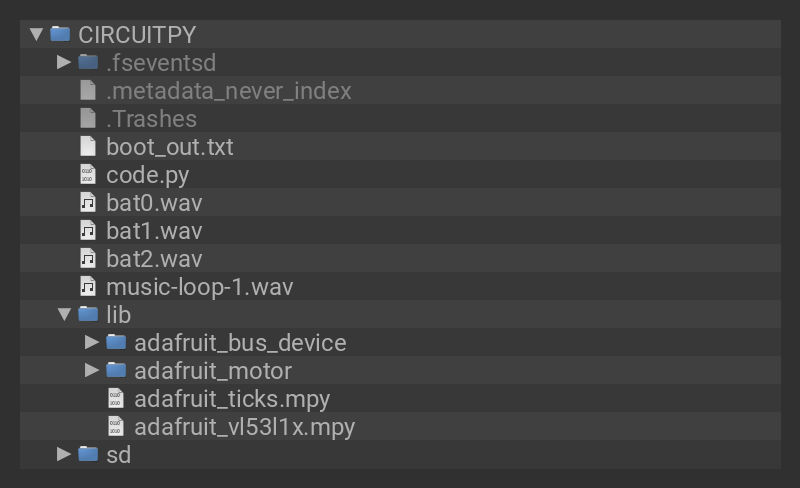 CIRCUITPY
.fseventsd
.metadata_never_index
.Trashes
boot_out.txt
code.py
bat0.wav
bat1.wav
bat2.wav
music-loop-1.wav
lib
adafruit_bus_device
adafruit_motor
adafruit_ticks.mpy
adafruit_vl53l1x.mpy
sd